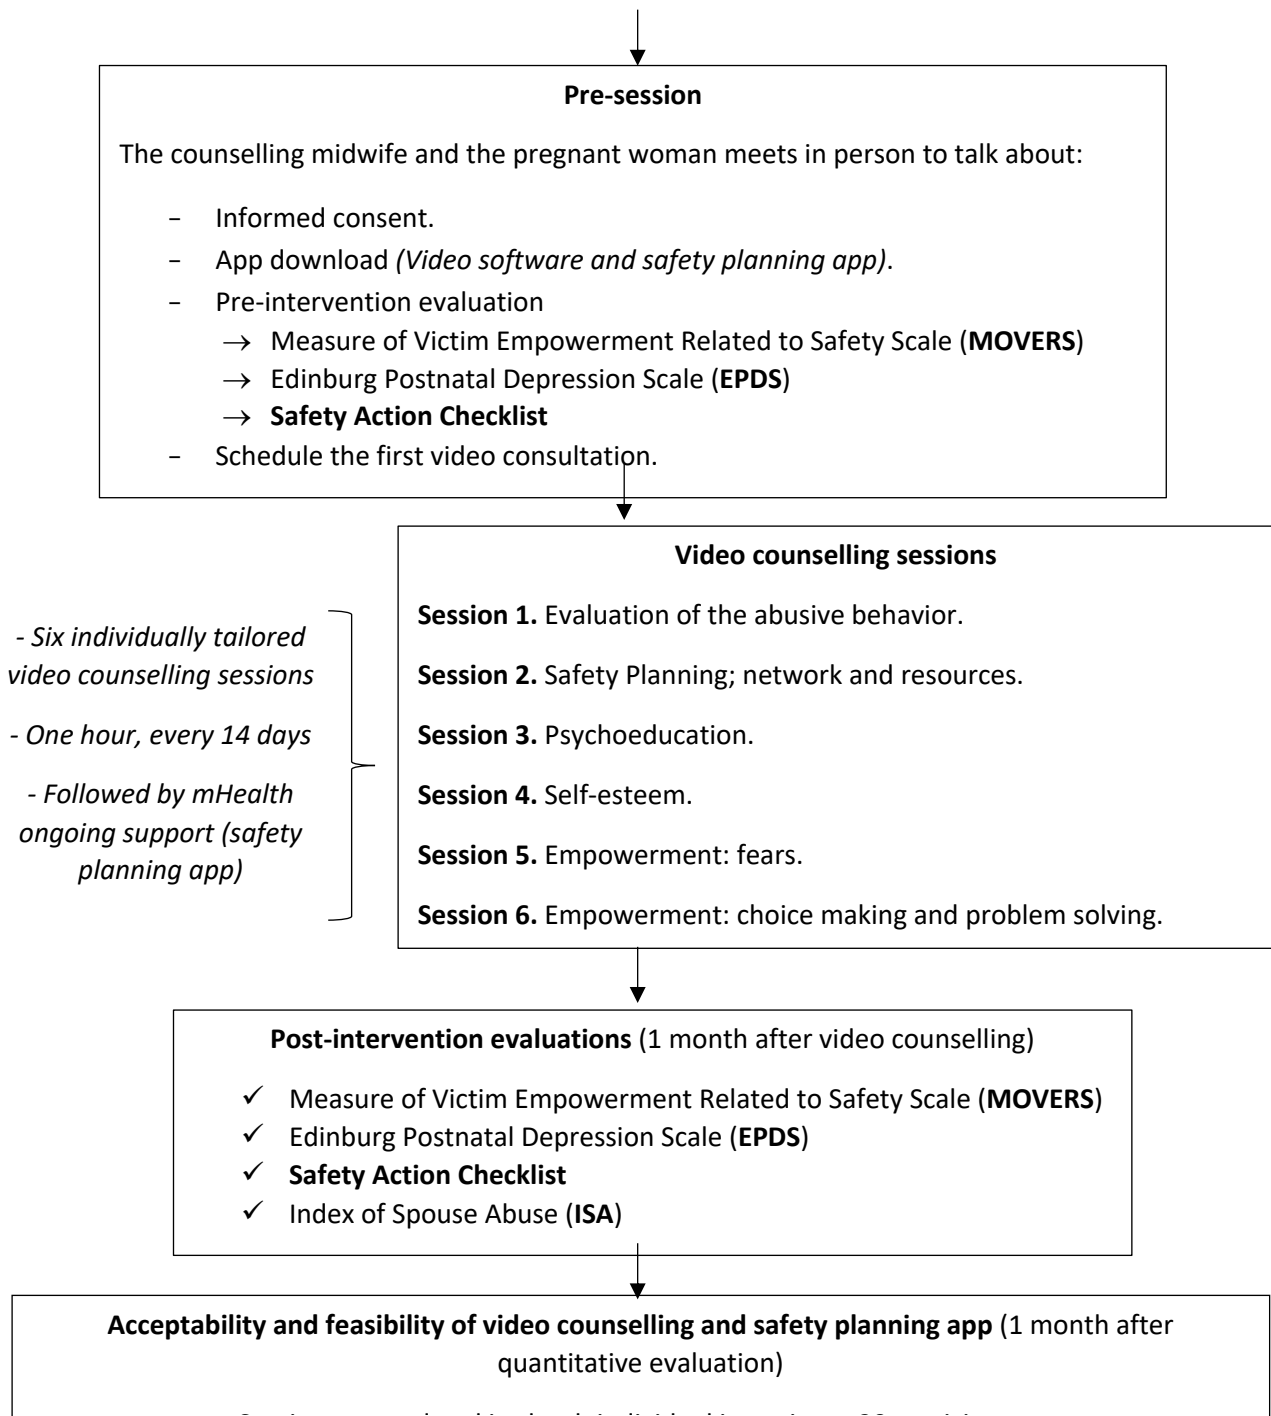 Pre-session
The counselling midwife and the pregnant woman meets in person to talk about:
- Informed consent.
- App download (Video software and safety planning app).
- Pre-intervention evaluation
→ Measure of Victim Empowerment Related to Safety Scale (MOVERS)
→ Edinburg Postnatal Depression Scale (EPDS)
→ Safety Action Checklist
- Schedule the first video consultation.
Video counselling sessions
Session 1. Evaluation of the abusive behavior.
Session 2. Safety Planning; network and resources.
Session 3. Psychoeducation.
Session 4. Self-esteem.
Session 5. Empowerment: fears.
Session 6. Empowerment: choice making and problem solving.
- Six individually tailored
video counselling sessions
- One hour, every 14 days
- Followed by mHealth
ongoing support (safety
planning app)
Post-intervention evaluations (1 month after video counselling)
✓ Measure of Victim Empowerment Related to Safety Scale (MOVERS)
✓ Edinburg Postnatal Depression Scale (EPDS)
✓ Safety Action Checklist
✓ Index of Spouse Abuse (ISA)
Acceptability and feasibility of video counselling and safety planning app (1 month after
quantitative evaluation)